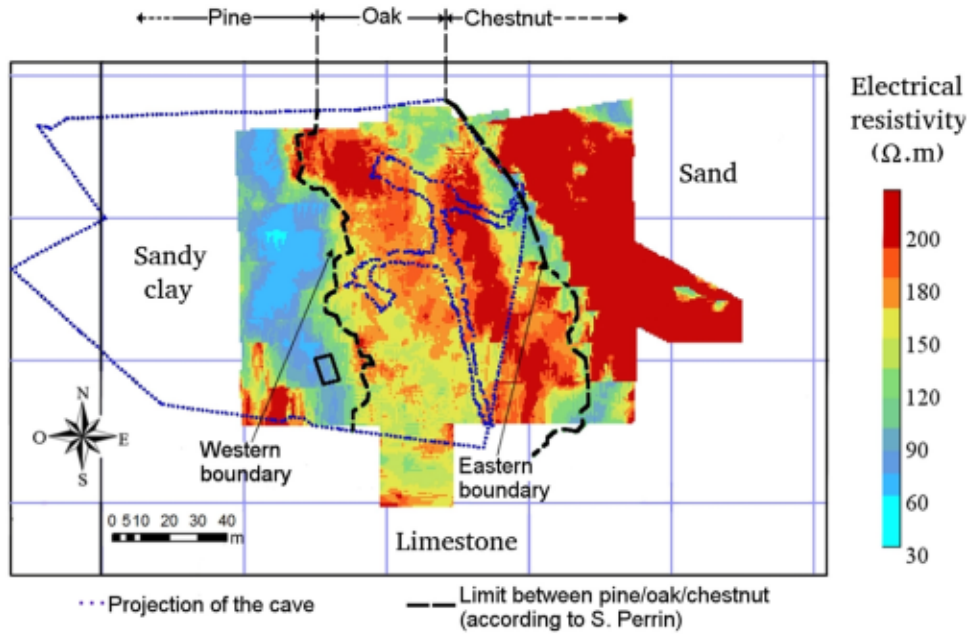 Pine Oak Chestnut
Electrical
resistivity
(Ω.m)
Sand
Sandy
clay
200
180
150
120
90
60
30
N
O E
S
Western
boundary
Eastern
boundary
0 5 10 20 30 40
m
Limestone
Projection of the cave
Limit between pine/oak/chestnut
(according to S. Perrin)